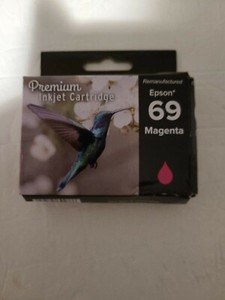 Premium
Inkjet Cartridge
Remanufactured
Epson*
69
Magenta